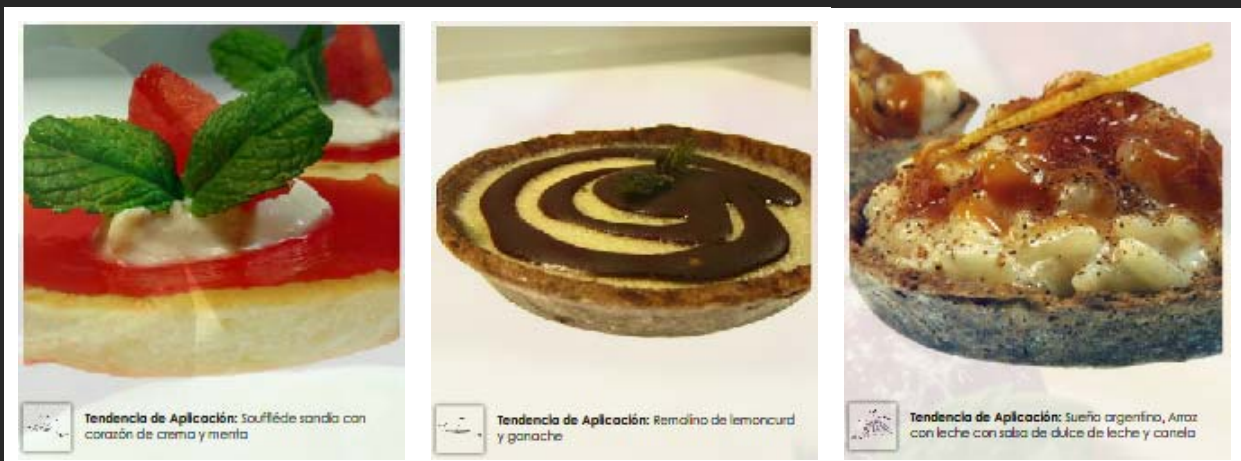 Tendencia de Aplicación: Souffléde sandía con
corazón de crema y menta
Tendencia de Aplicación: Remolino de lemoncurd
y ganache
Tendencia de Aplicación: Sueño argentino, Arroz
con leche con salsa de dulce de leche y canela